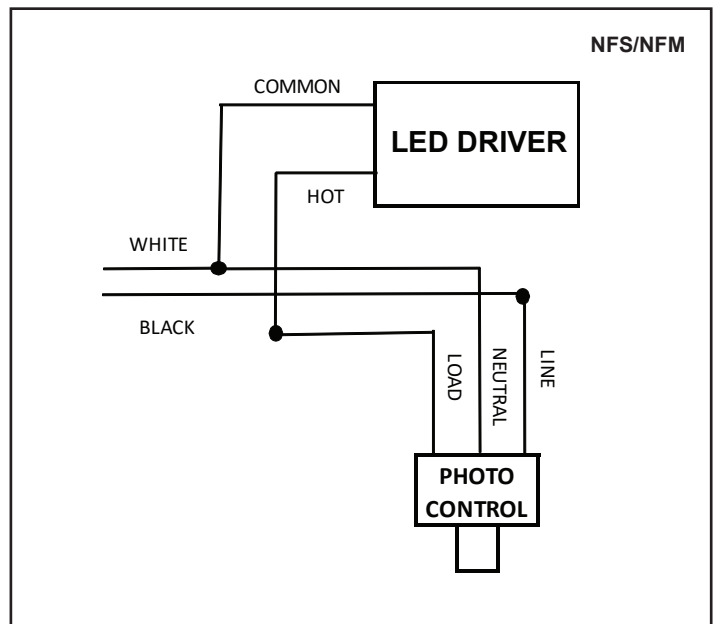 NFS/NFM
COMMON
LED DRIVER
HOT
WHITE
BLACK
LOAD
NEUTRAL
LINE
PHOTO
CONTROL